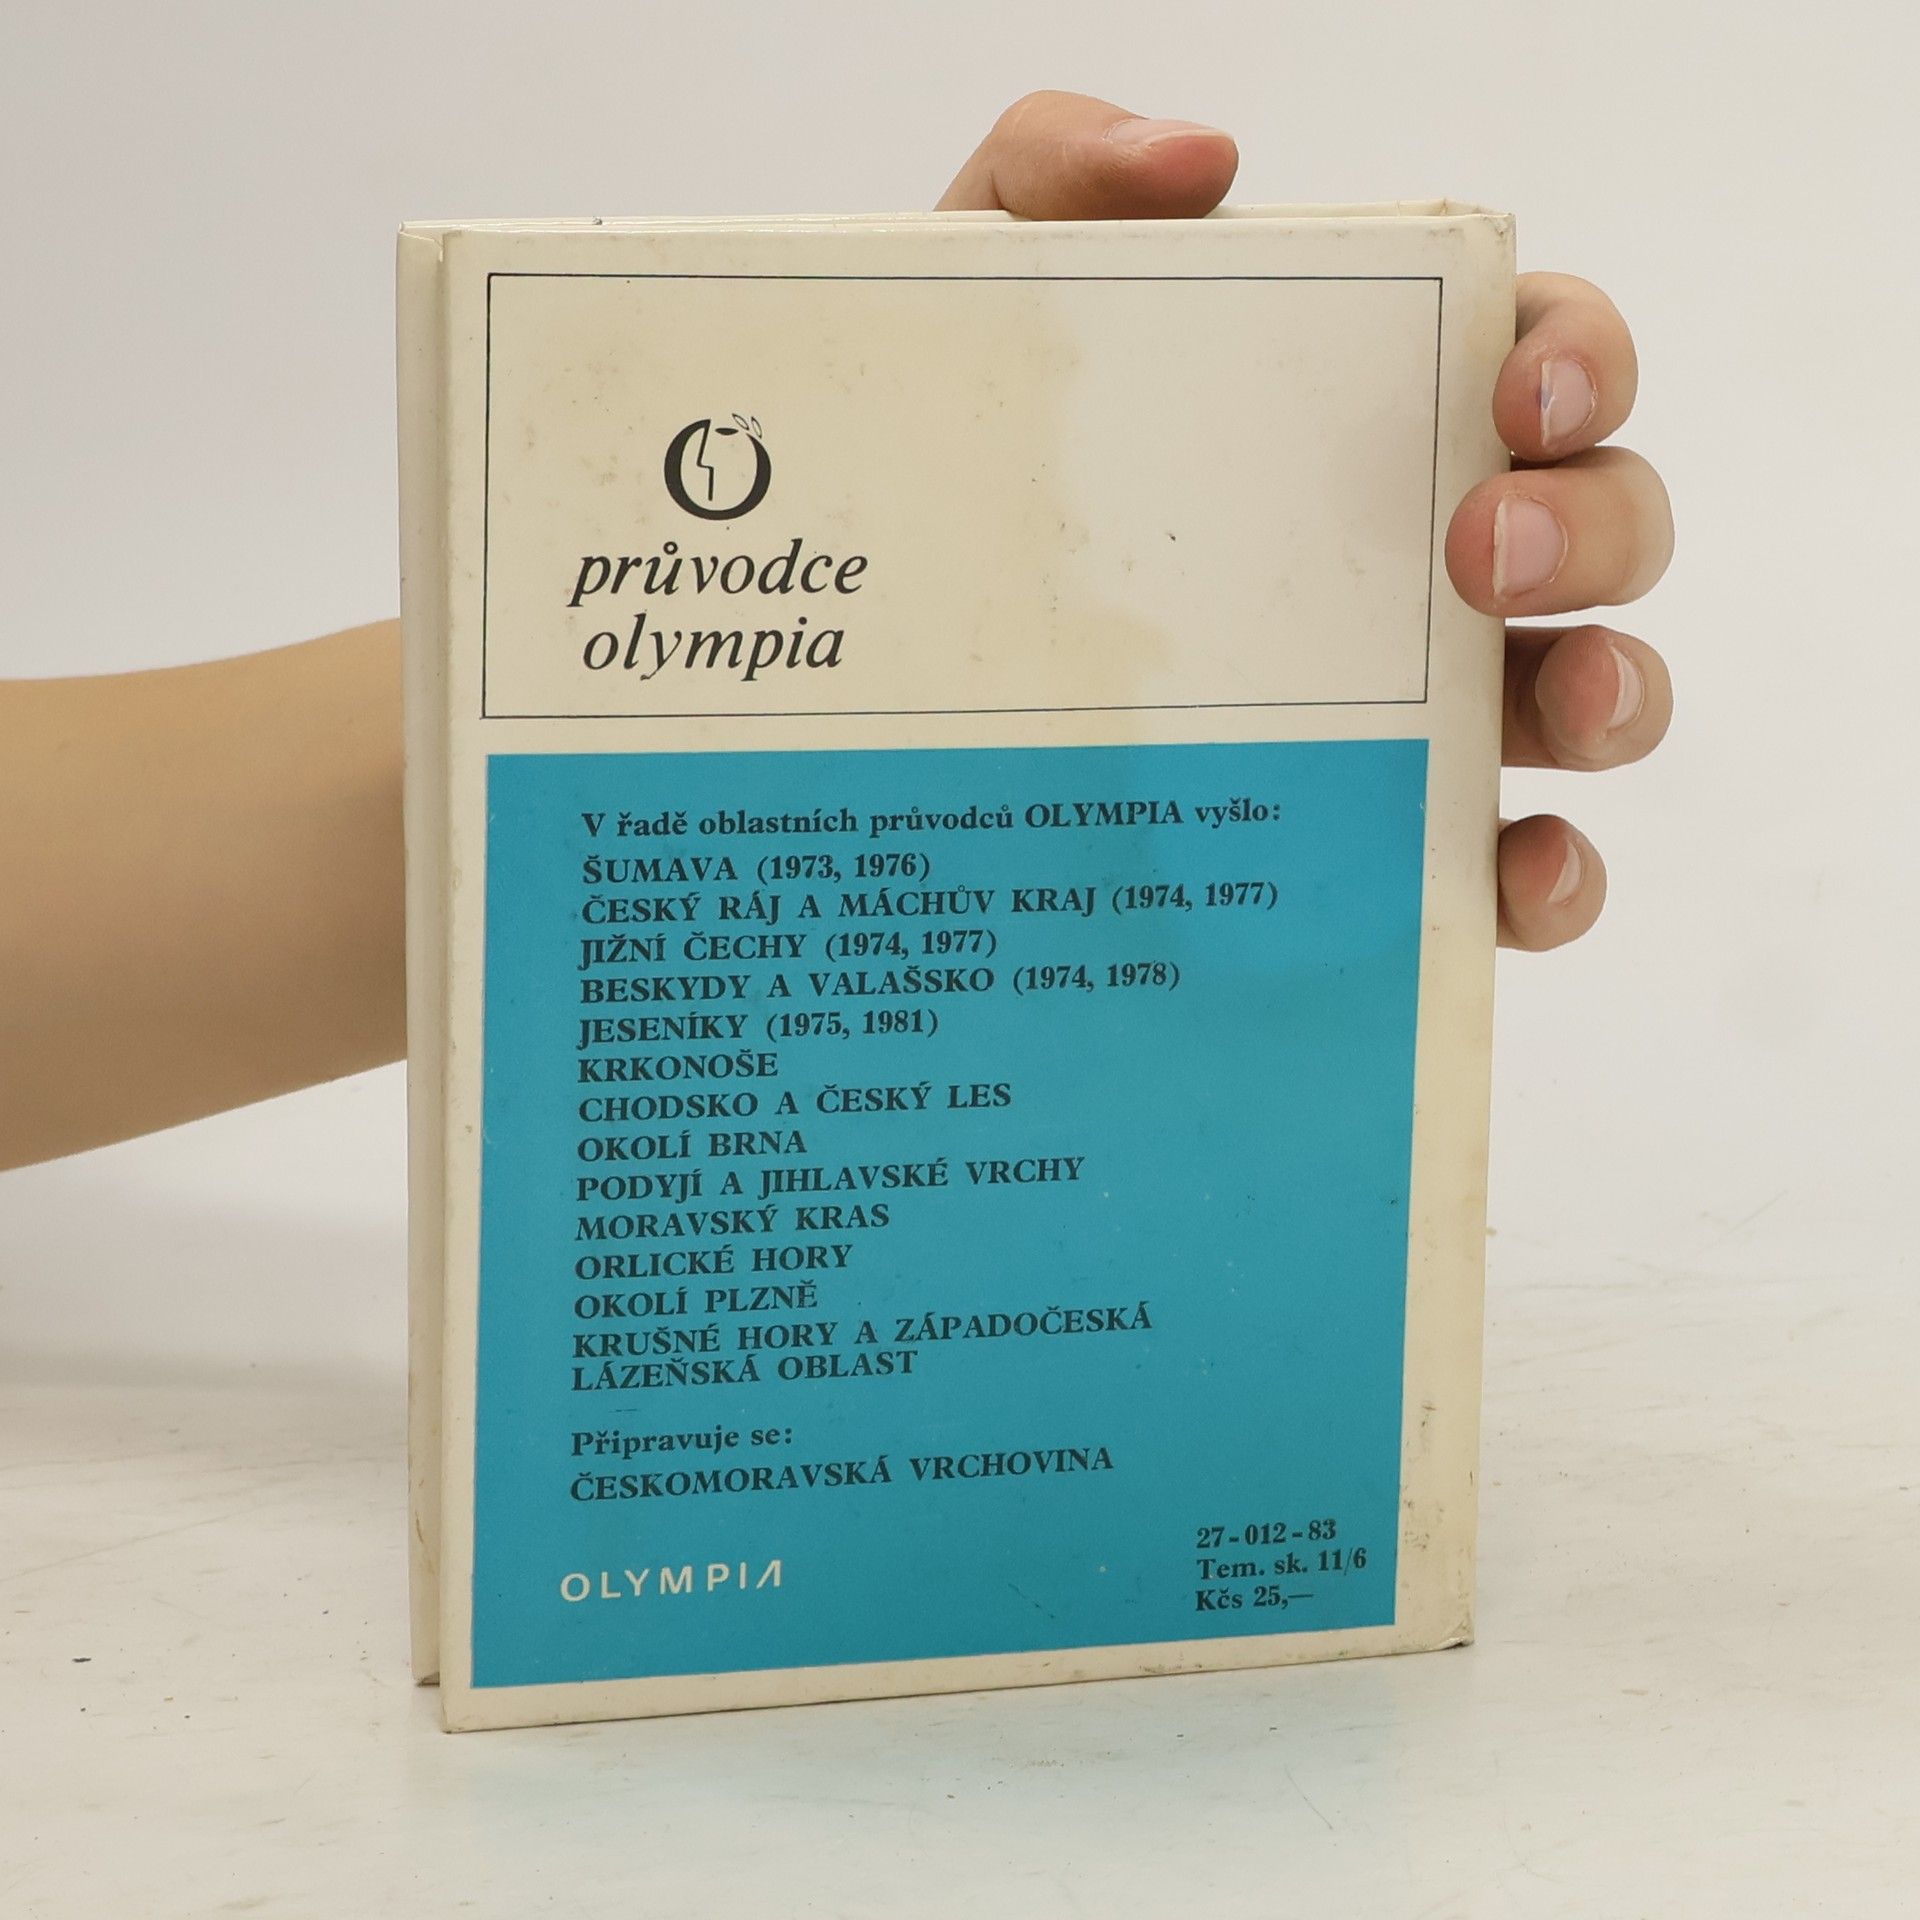 průvodce
olympia
V řadě oblastních průvodců OLYMPIA vyšlo:
ŠUMAVA (1973, 1976)
ČESKÝ RÁJ A MÁCHŮV KRAJ (1974, 1977)
JIŽNÍ ČECHY (1974, 1977)
BESKYDY A VALAŠSKO (1974, 1978)
JESENÍKY (1975, 1981)
KRKONOŠE
CHODSKO A ČESKÝ LES
OKOLÍ BRNA
PODYJÍ A JIHLAVSKÉ VRCHY
MORAVSKÝ KRAS
ORLICKÉ HORY
OKOLÍ PLZNĚ
KRUŠNÉ HORY A ZÁPADOČESKÁ
LÁZEŇSKÁ OBLAST
Připravuje se:
ČESKOMORAVSKÁ VRCHOVINA
OLYMPIA
27-012-83
Tem. sk. 11/6
Kčs 25,—